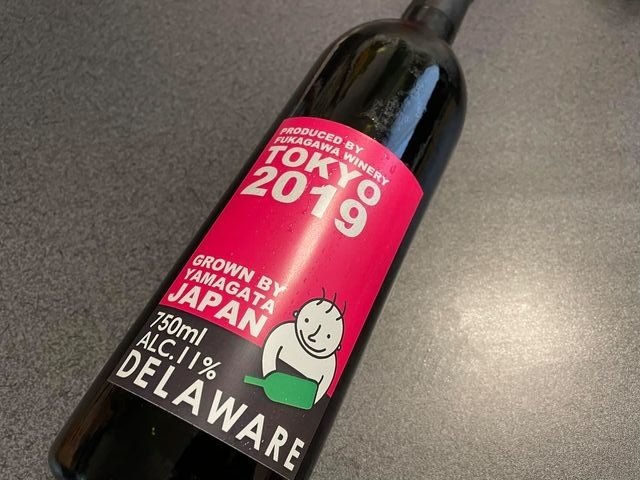 PRODUCED BY
FUKAGAWA WINERY
TOKYO
2019
GROWN BY
YAMAGATA
JAPAN
750ml
ALC.11%
DELAWARE